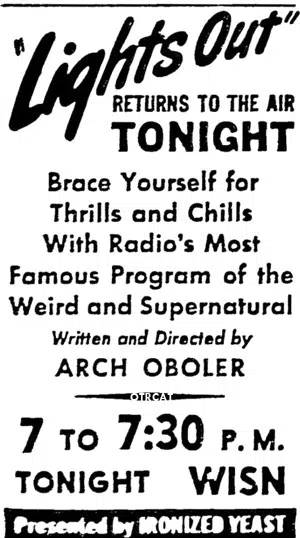 "Lights Out"
RETURNS TO THE AIR
TONIGHT
Brace Yourself for
Thrills and Chills
With Radio's Most
Famous Program of the
Weird and Supernatural
Written and Directed by
ARCH OBOLER
OTRCAT
7 TO 7:30 P. M.
TONIGHT WISN
Presented by IRONIZED YEAST